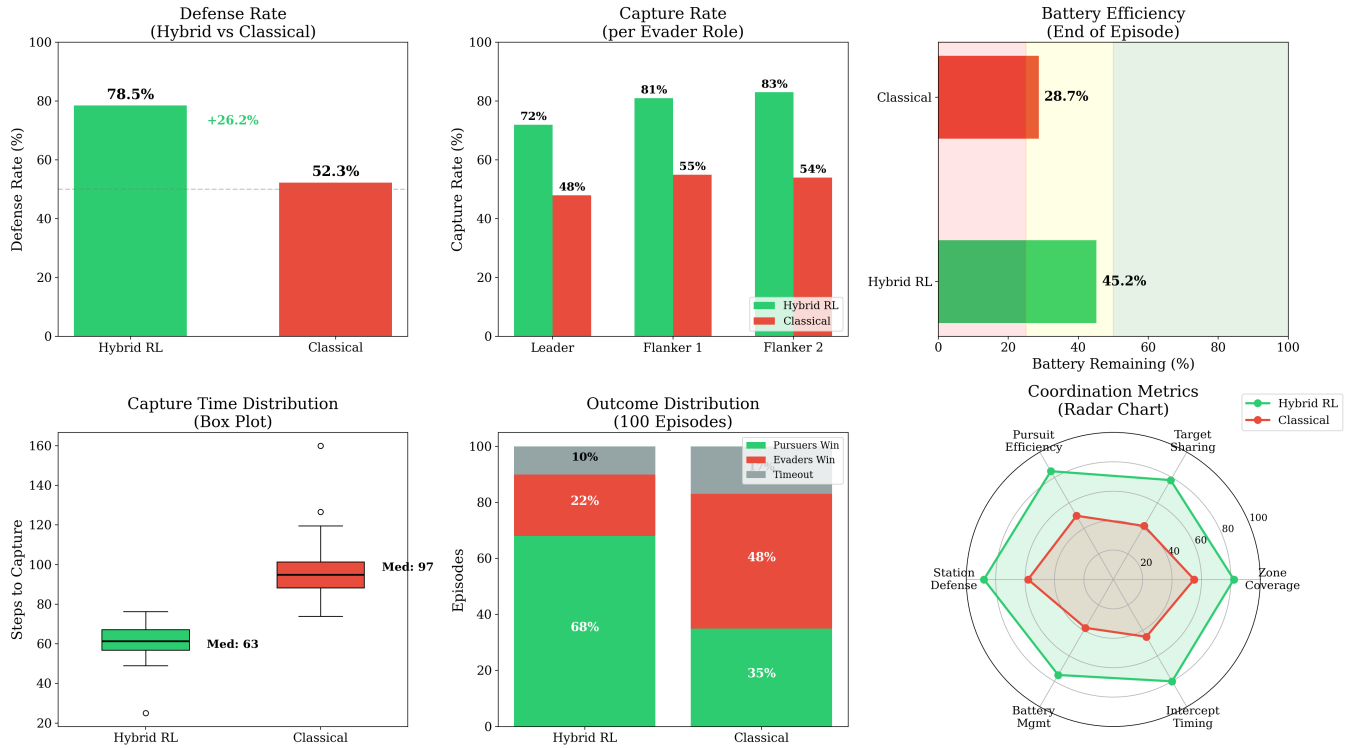 Defense Rate
(Hybrid vs Classical)
Defense Rate (%)
100
80
60
40
20
0
78.5%
+26.2%
52.3%
Hybrid RL
Classical
Capture Rate
(per Evader Role)
Capture Rate (%)
100
80
60
40
20
0
72%
48%
81%
55%
83%
54%
Hybrid RL
Classical
Leader
Flanker 1
Flanker 2
Battery Efficiency
(End of Episode)
Classical
28.7%
Hybrid RL
45.2%
0
20
40
60
80
100
Battery Remaining (%)
Capture Time Distribution
(Box Plot)
Steps to Capture
160
140
120
100
80
60
40
20
Med: 97
Med: 63
Hybrid RL
Classical
Outcome Distribution
(100 Episodes)
Episodes
100
80
60
40
20
0
10%
22%
68%
48%
35%
Pursuers Win
Evaders Win
Timeout
Hybrid RL
Classical
Coordination Metrics
(Radar Chart)
Hybrid RL
Classical
Pursuit
Efficiency
Target
Sharing
Station
Defense
Zone
Coverage
Battery
Mgmt
Intercept
Timing
20
40
60
80
100